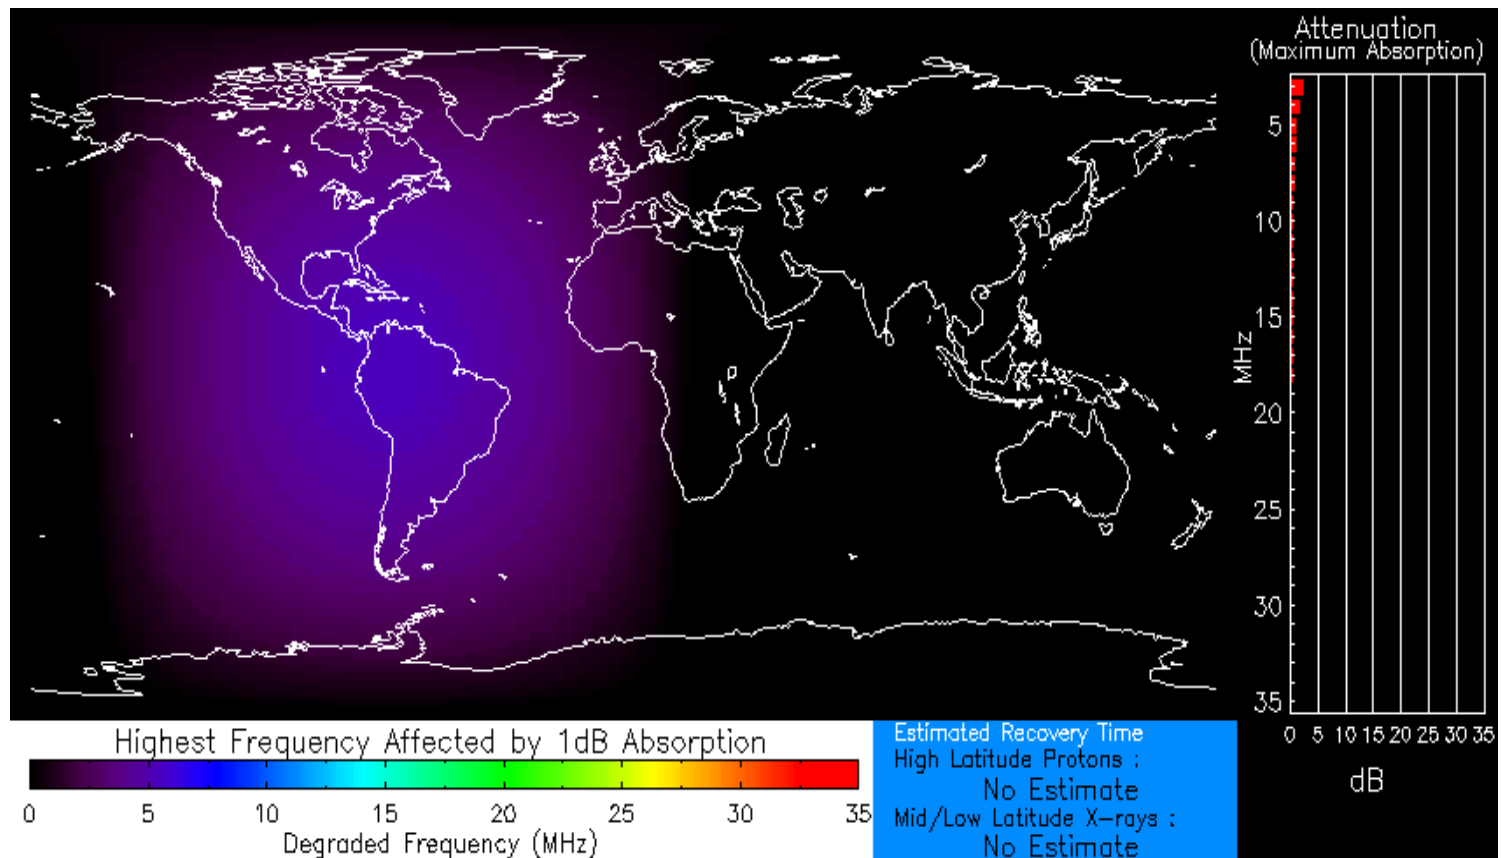 Attenuation
(Maximum Absorption)
5
10
15
20
25
30
35
MHz
0 5 10 15 20 25 30 35
dB
Highest Frequency Affected by 1dB Absorption
0 5 10 15 20 25 30 35
Degraded Frequency (MHz)
Estimated Recovery Time
High Latitude Protons :
No Estimate
Mid/Low Latitude X-rays :
No Estimate